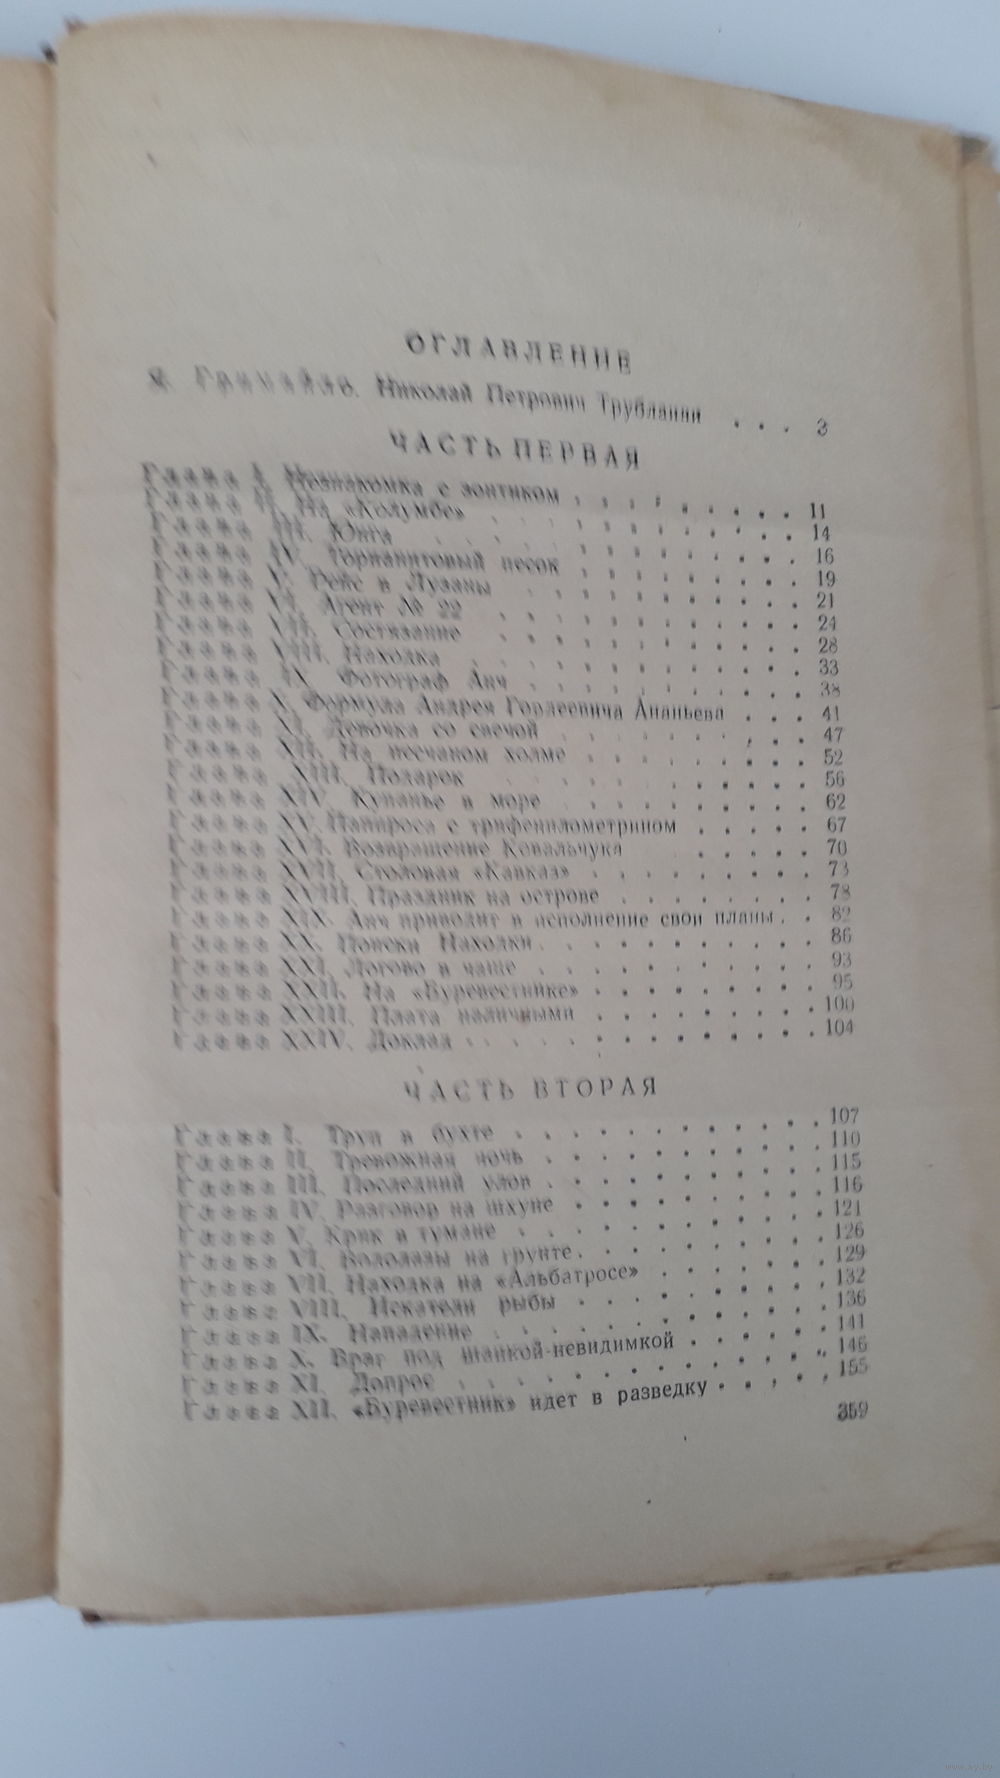 ОГЛАВЛЕНИЕ
Я. Гримайло. Николай Петрович Трублаини . . . 3
ЧАСТЬ ПЕРВАЯ
Глава I. Незнакомка с зонтиком . . . . . . . . . 11
Глава II. На «Колумбе» . . . . . . . . . . . 14
Глава III. Юнга . . . . . . . . . . . . . 16
Глава IV. Торианитовый песок . . . . . . . . . 19
Глава V. Рейс в Лузаны . . . . . . . . . . . 21
Глава VI. Агент № 22 . . . . . . . . . . . 24
Глава VII. Состязание . . . . . . . . . . . 28
Глава VIII. Находка . . . . . . . . . . . . 33
Глава IX. Фотограф Анч . . . . . . . . . . 38
Глава X. Формула Андрея Гордеевича Ананьева . . . 41
Глава XI. Девочка со свечой . . . . . . . . . 47
Глава XII. На песчаном холме . . . . . . . . . 52
Глава XIII. Подарок . . . . . . . . . . . 56
Глава XIV. Купанье в море . . . . . . . . . 62
Глава XV. Папироса с трифенилометрином . . . . . 67
Глава XVI. Возвращение Ковальчука . . . . . 70
Глава XVII. Столовая «Кавказ» . . . . . . . . . 73
Глава XVIII. Праздник на острове . . . . . . . . 78
Глава XIX. Анч приводит в исполнение свои планы . . 82
Глава XX. Поиски Находки . . . . . . . . . . 86
Глава XXI. Логово в чаще . . . . . . . . . . 93
Глава XXII. На «Буревестнике» . . . . . . . . . 95
Глава XXIII. Плата наличными . . . . . . . . . 100
Глава XXIV. Доклад . . . . . . . . . . . . . 104
ЧАСТЬ ВТОРАЯ
Глава I. Труп в бухте . . . . . . . . . . . . 107
Глава II. Тревожная ночь . . . . . . . . . . . 110
Глава III. Последний улов . . . . . . . . . . . 115
Глава IV. Разговор на шхуне . . . . . . . . . . 116
Глава V. Крик в тумане . . . . . . . . . . . . 121
Глава VI. Водолазы на грунте . . . . . . . . . 126
Глава VII. Находка на «Альбатросе» . . . . . . . 129
Глава VIII. Искатели рыбы . . . . . . . . . . 132
Глава IX. Нападение . . . . . . . . . . . . . 136
Глава X. Враг под шапкой-невидимкой . . . . . . 141
Глава XI. Допрос . . . . . . . . . . . . . . 146
Глава XII. «Буревестник» идет в разведку . . . . . 155
359